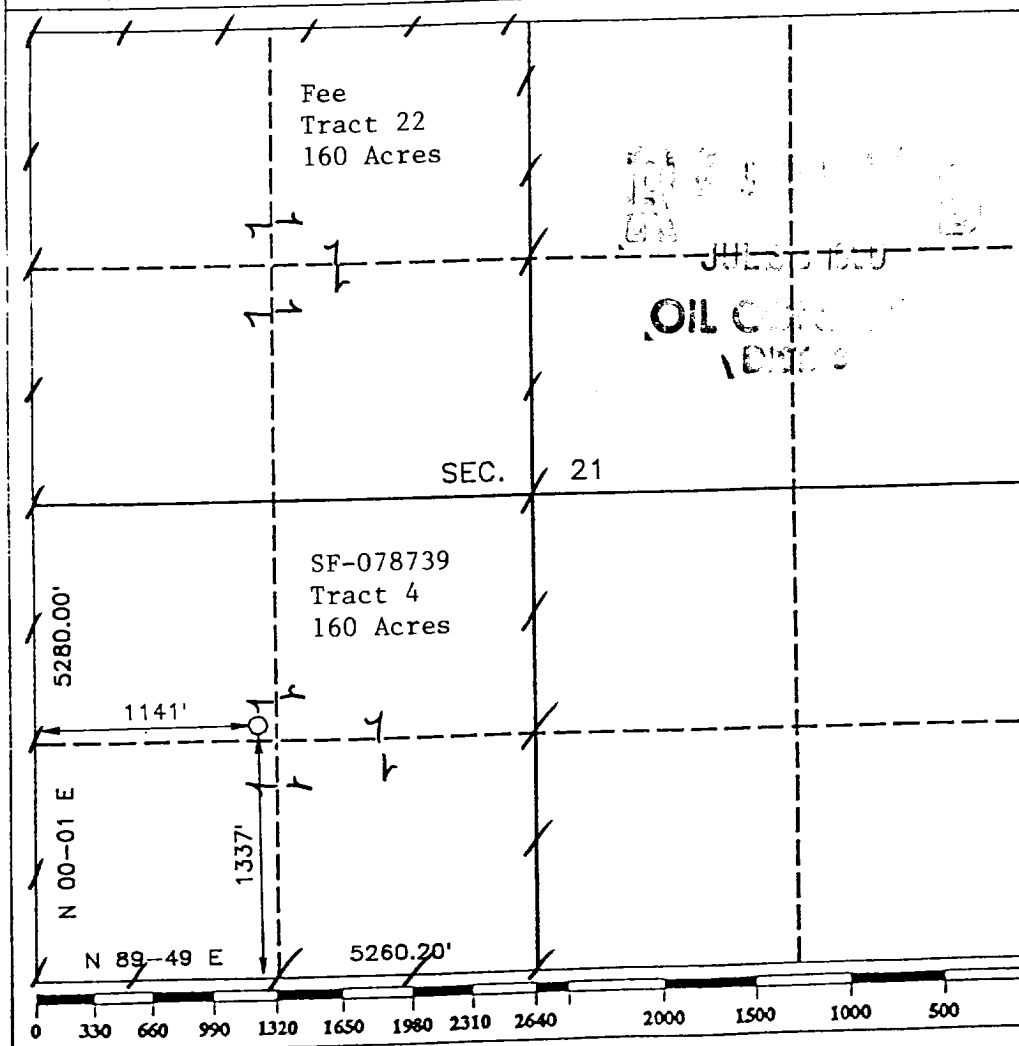 Fee
Tract 22
160 Acres
OIL
SEC. 21
SF-078739
Tract 4
160 Acres
5280.00'
1141'
N 00-01 E
1337'
N 89-49 E
5260.20'
0 330 660 990 1320 1650 1980 2310 2640 2000 1500 1000 500